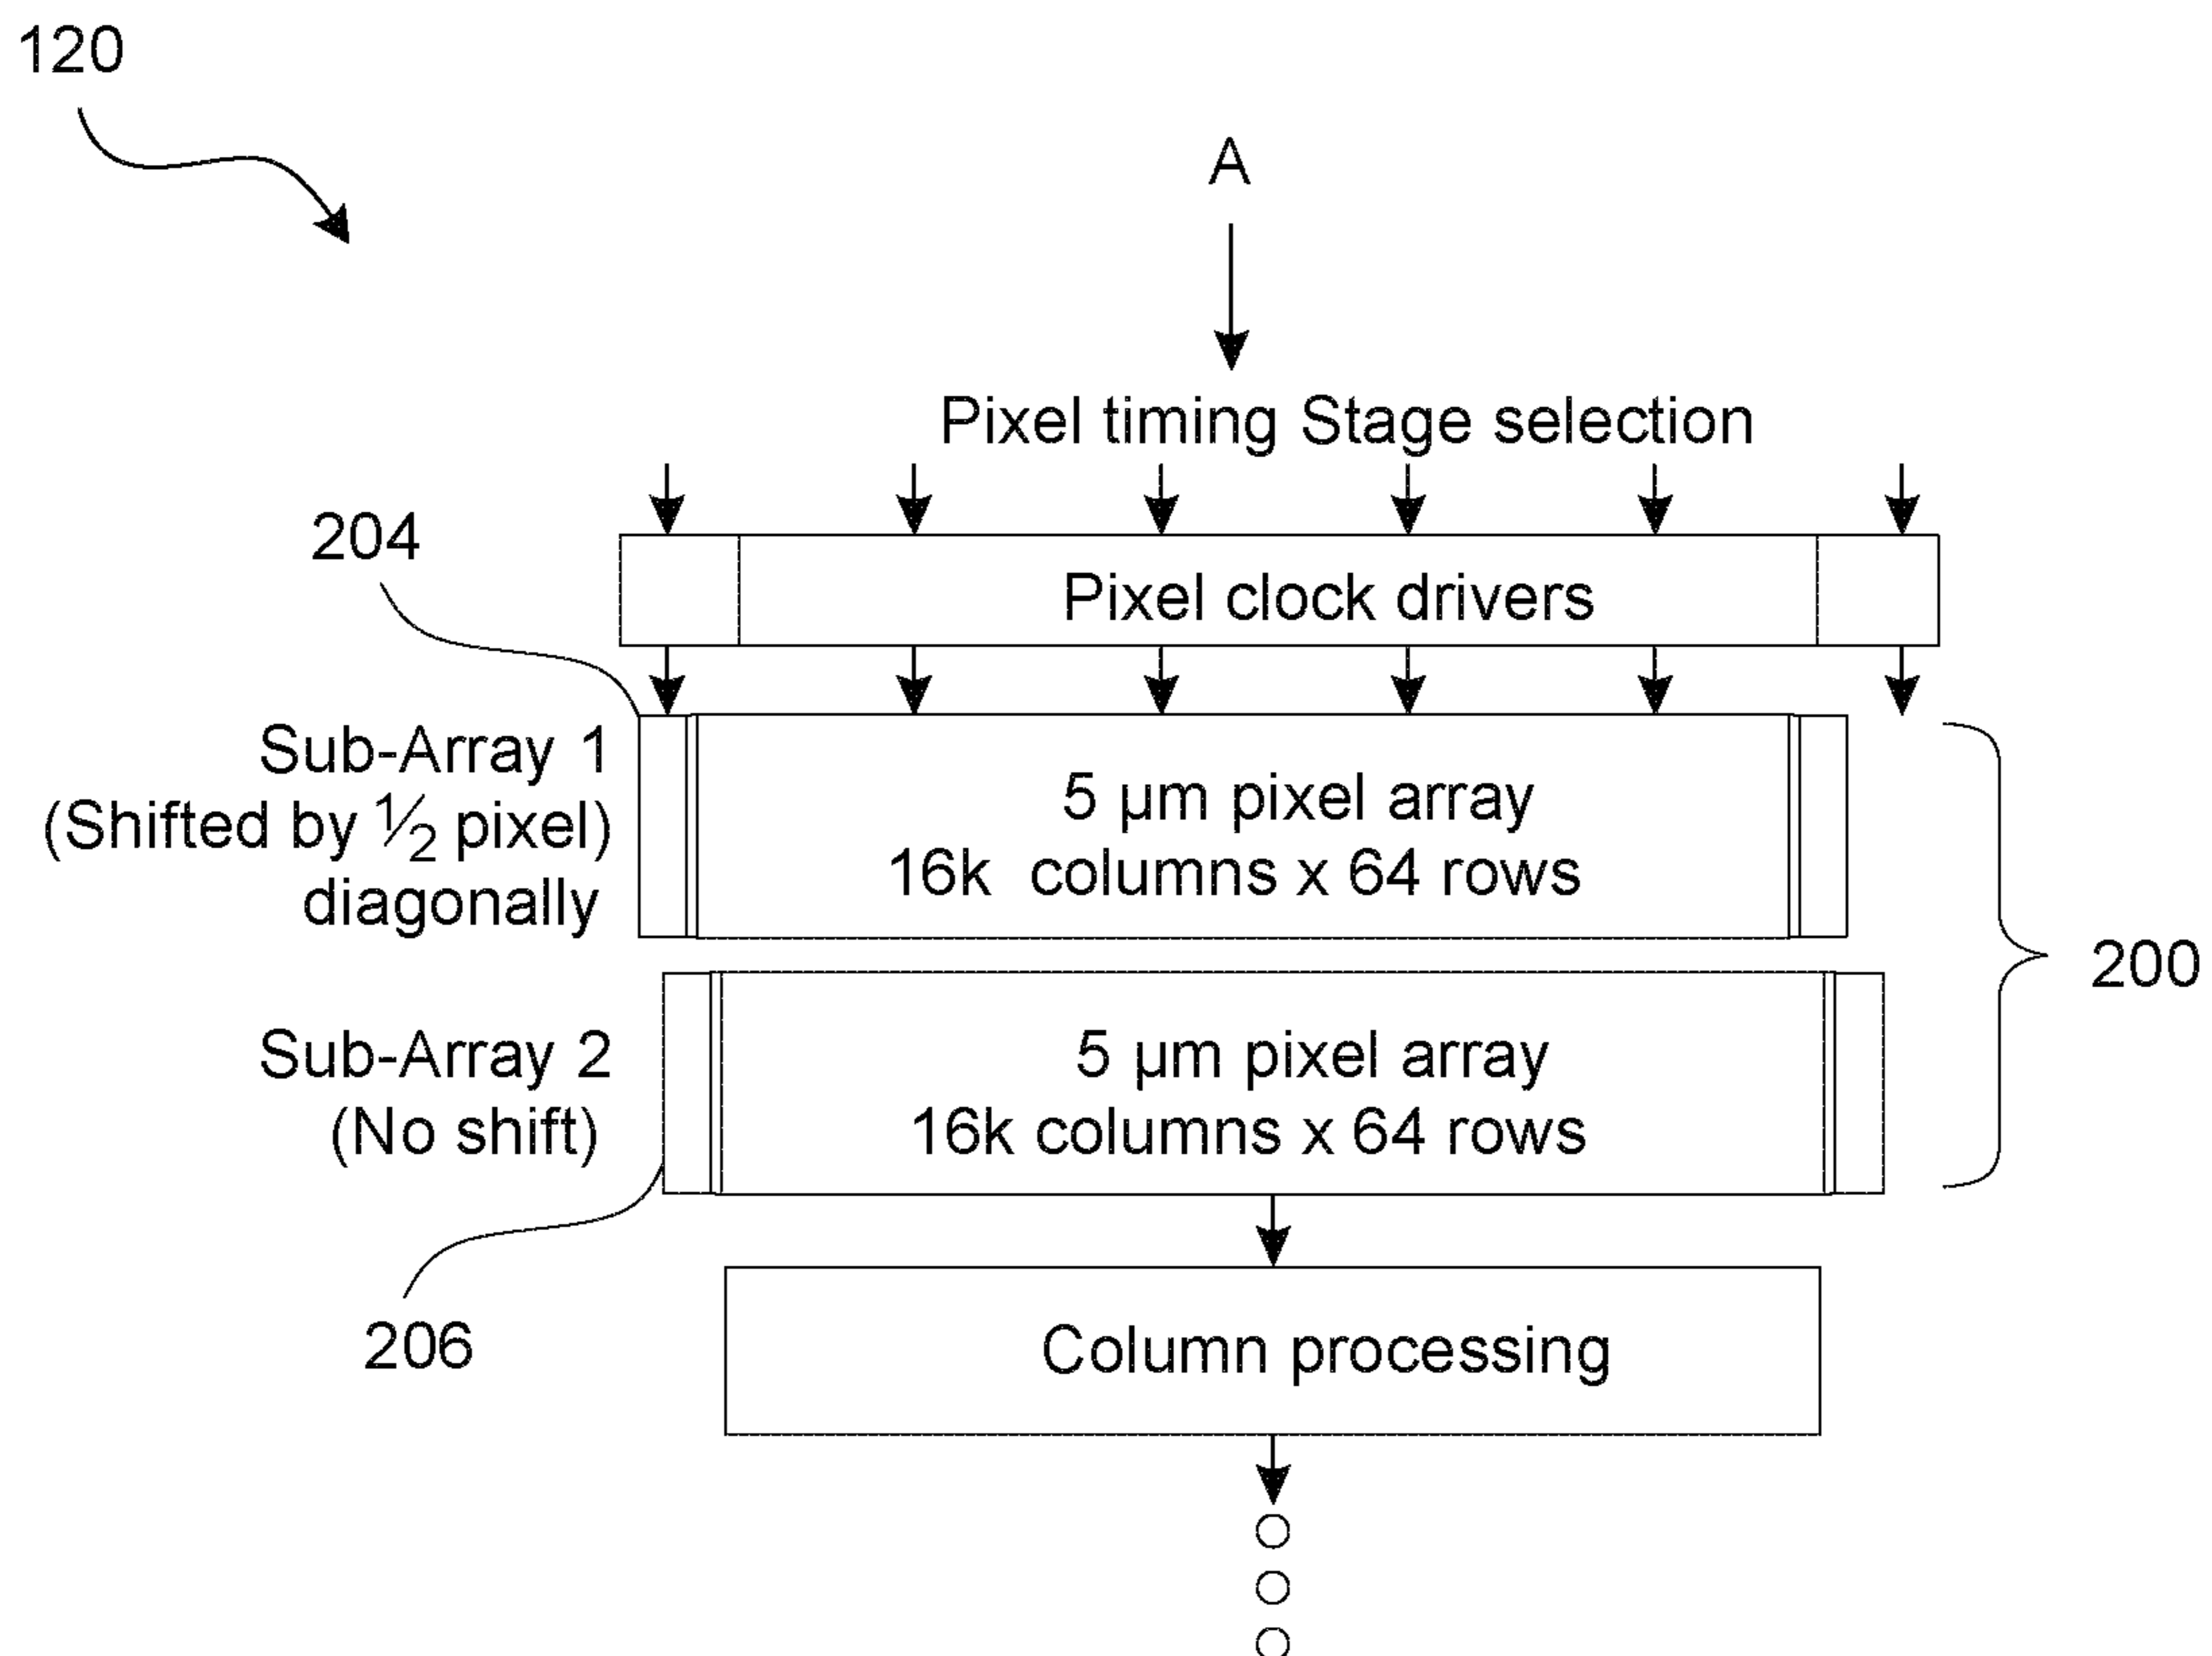 120
A
Pixel timing Stage selection
204
Pixel clock drivers
Sub-Array 1
(Shifted by ½ pixel)
diagonally
5 µm pixel array
16k columns x 64 rows
200
Sub-Array 2
(No shift)
5 µm pixel array
16k columns x 64 rows
206
Column processing